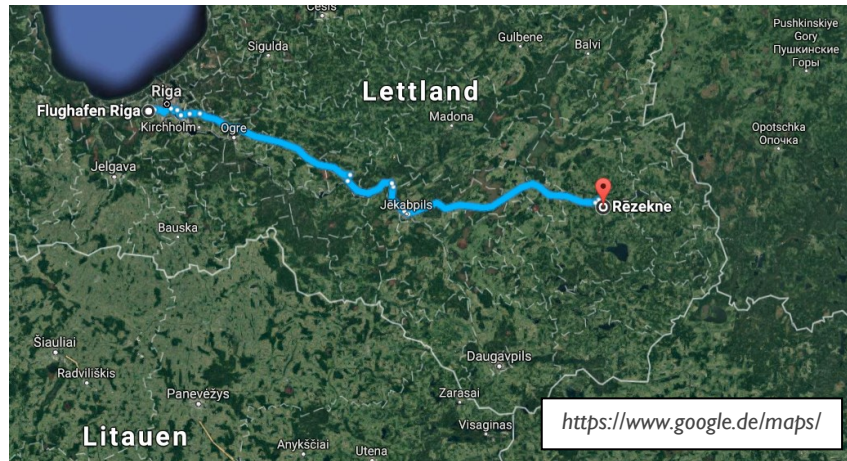 Cēsis
Pushkinskiye
Gory
Пушкинские
Горы
Gulbene
Balvi
Sigulda
Lettland
Riga
Flughafen Riga
Madona
Kirchholm
Ogre
Opotschka
Опочка
Jelgava
Jēkabpils
Rēzekne
Bauska
Šiauliai
Daugavpils
Radviliškis
Panevėžys
Zarasai
https://www.google.de/maps/
Visaginas
Litauen
Anykščiai
Utena